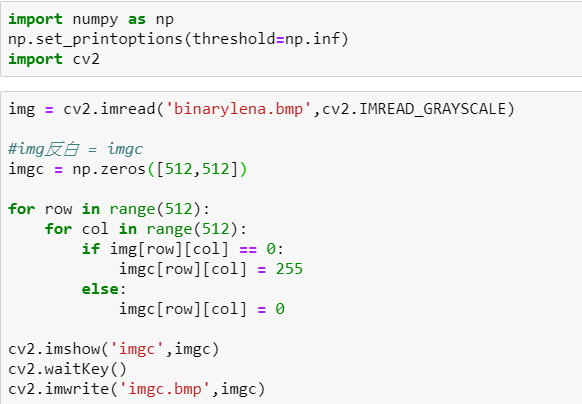 import numpy as np
np.set_printoptions(threshold=np.inf)
import cv2
img = cv2.imread('binarylena.bmp',cv2.IMREAD_GRAYSCALE)
#img反白 = imgc
imgc = np.zeros([512,512])
for row in range(512):
    for col in range(512):
        if img[row][col] == 0:
            imgc[row][col] = 255
        else:
            imgc[row][col] = 0
cv2.imshow('imgc',imgc)
cv2.waitKey()
cv2.imwrite('imgc.bmp',imgc)